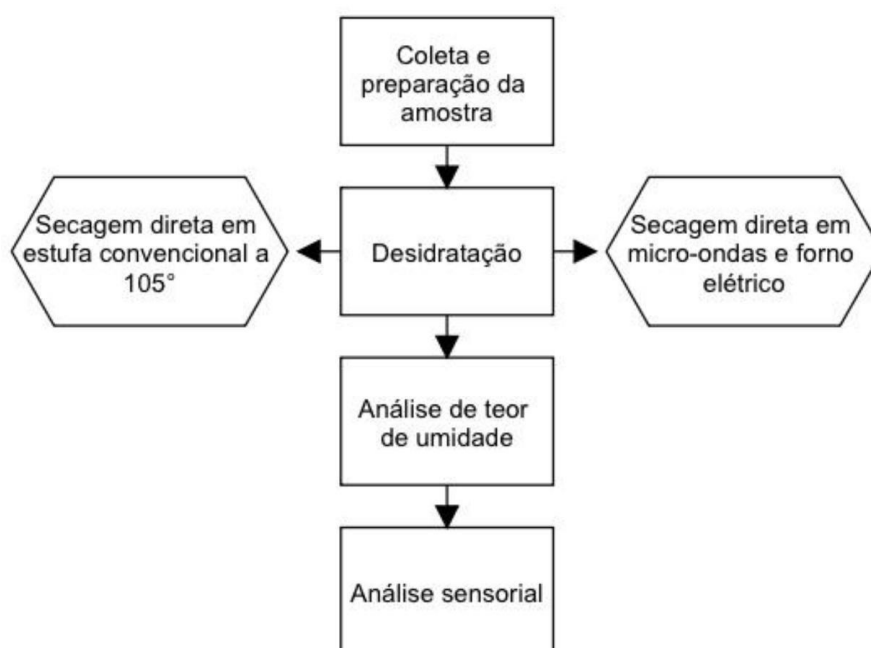 Coleta e
preparação da
amostra
Secagem direta em
estufa convencional a
105°
Desidratação
Secagem direta em
micro-ondas e forno
elétrico
Análise de teor
de umidade
Análise sensorial